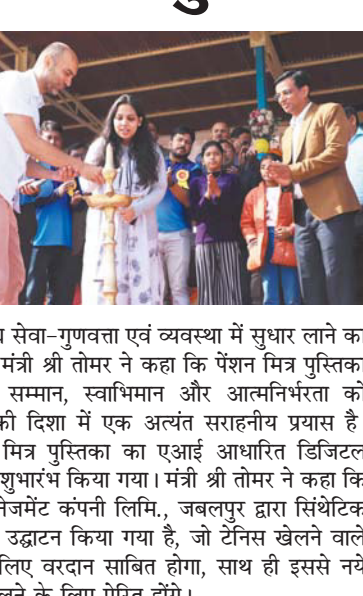 सेवा-गुणवत्ता एवं व्यवस्था में सुधार लाने का
मंत्री श्री तोमर ने कहा कि पेंशन मित्र पुस्तिका
सम्मान, स्वाभिमान और आत्मनिर्भरता को
की दिशा में एक अत्यंत सराहनीय प्रयास है
मित्र पुस्तिका का एआई आधारित डिजिटल
शुभारंभ किया गया। मंत्री श्री तोमर ने कहा कि
नेजमेंट कंपनी लिमि., जबलपुर द्वारा सिंथेटिक
उद्घाटन किया गया है, जो टेनिस खेलने वाले
लिए वरदान साबित होगा, साथ ही इससे नये
के लिए प्रेरित होंगे।